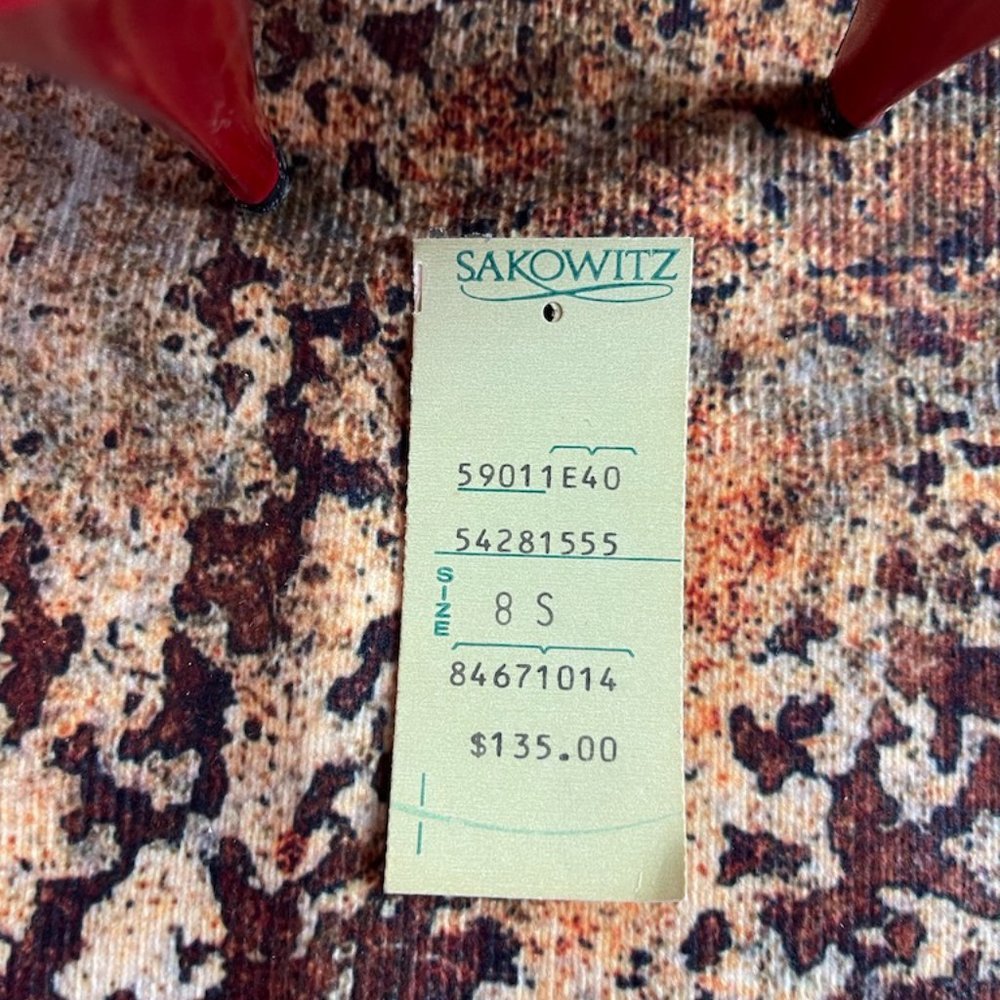 SAKOWITZ
59011E40
54281555
SIZE
8 S
84671014
$135.00